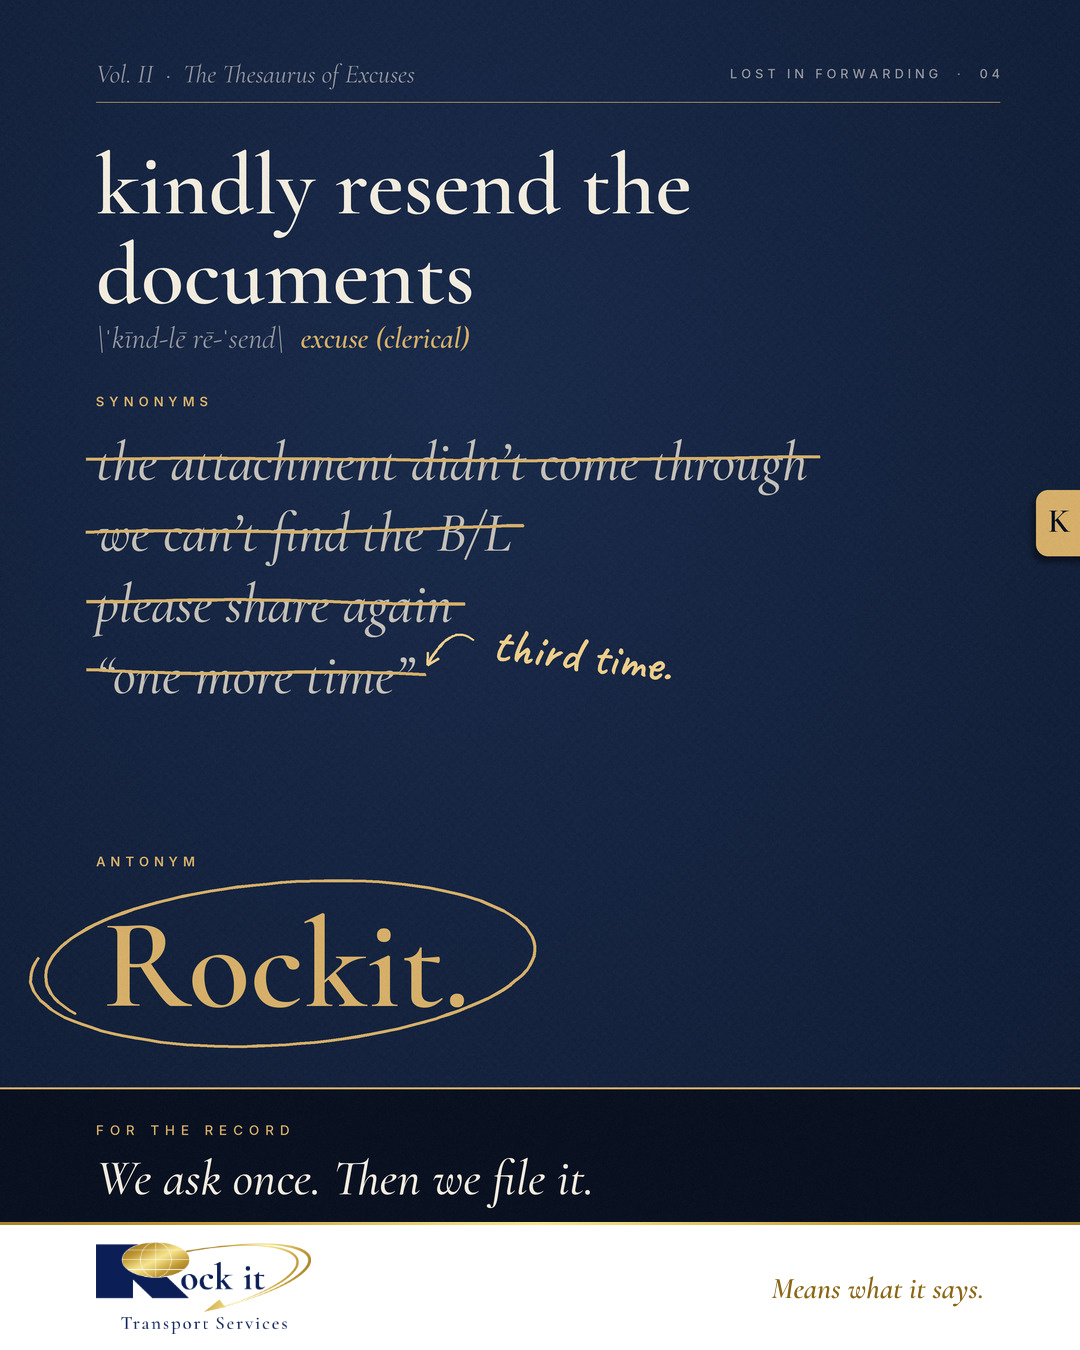 Vol. II · The Thesaurus of Excuses
LOST IN FORWARDING · 04
kindly resend the
documents
\ˈkīnd-lē rē-ˈsend\ excuse (clerical)
SYNONYMS
the attachment didn’t come through
we can’t find the B/L
K
please share again
third time.
“one more time”
ANTONYM
Rockit.
FOR THE RECORD
We ask once. Then we file it.
Rock it
Transport Services
Means what it says.